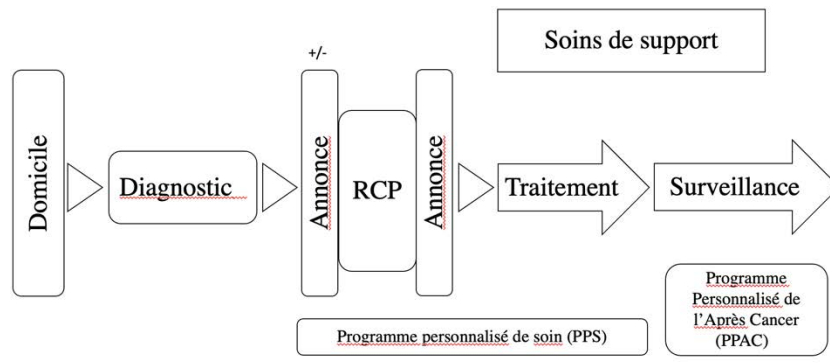 +/-
Soins de support
Domicile
Diagnostic
Annonce
RCP
Annonce
Traitement
Surveillance
Programme
Personnalisé de
l'Après Cancer
(PPAC)
Programme personnalisé de soin (PPS)